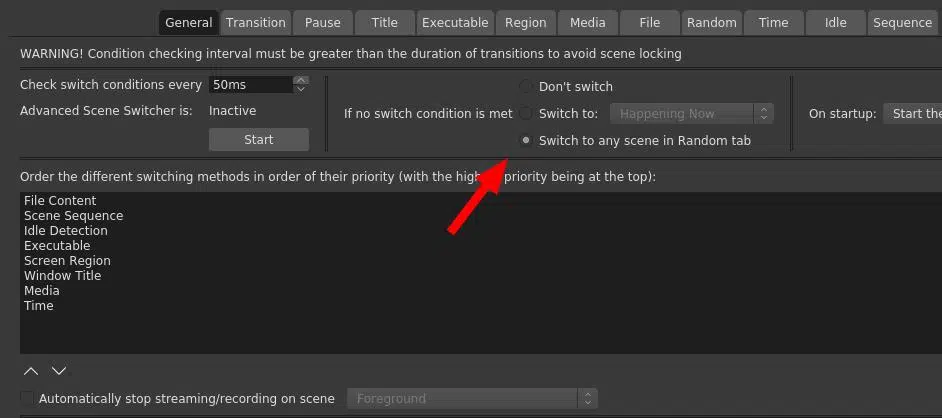 General Transition Pause Title Executable Region Media File Random Time Idle Sequence
WARNING! Condition checking interval must be greater than the duration of transitions to avoid scene locking
Check switch conditions every 50ms
Don't switch
Advanced Scene Switcher is: Inactive
If no switch condition is met
Switch to: Happening Now
On startup: Start the
Start
Switch to any scene in Random tab
Order the different switching methods in order of their priority (with the high priority being at the top):
File Content
Scene Sequence
Idle Detection
Executable
Screen Region
Window Title
Media
Time
Automatically stop streaming/recording on scene Foreground